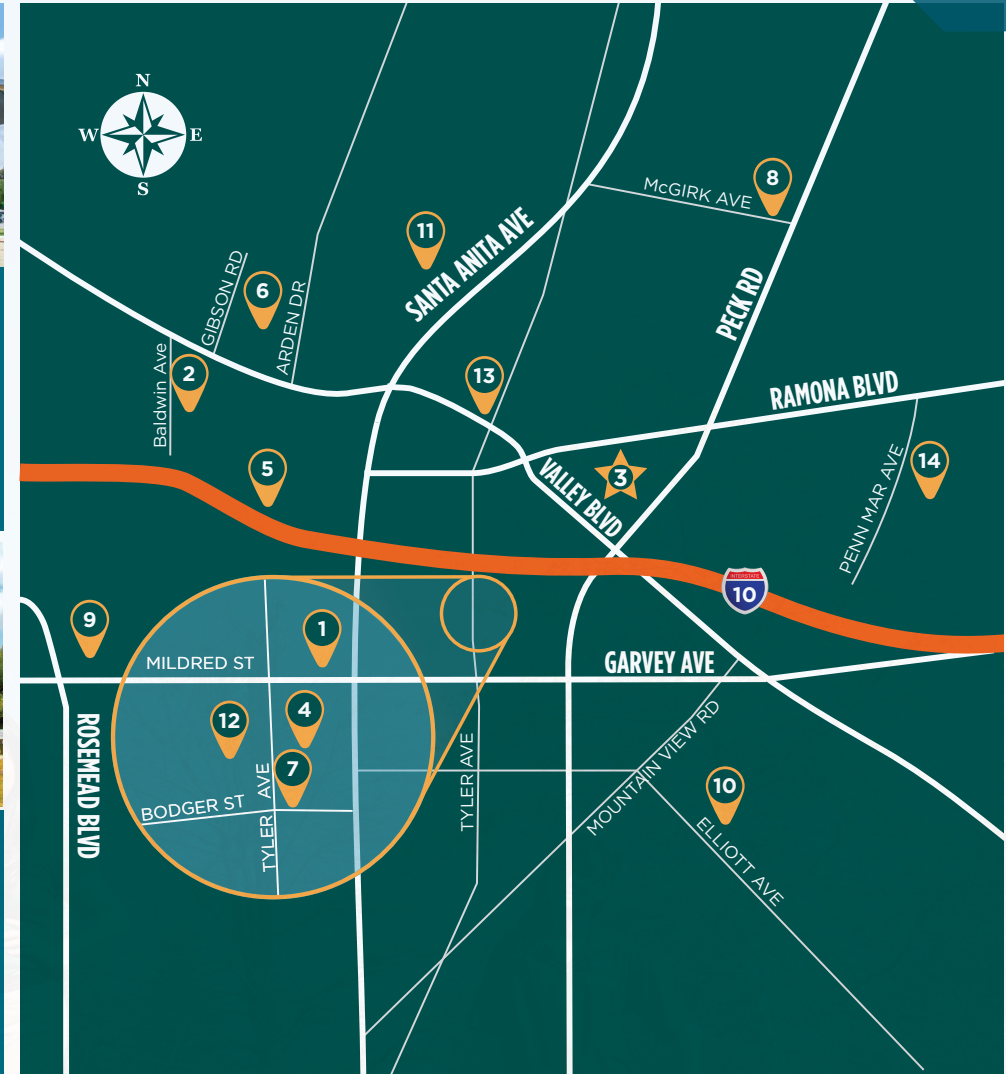 N
W
E
S
8
McGIRK AVE
11
SANTA ANITA AVE
GIBSON RD
6
ARDEN DR
PECK RD
Baldwin Ave
2
13
RAMONA BLVD
5
VALLEY BLVD
3
PENN MAR AVE
14
INTERSTATE
10
9
1
MILDRED ST
GARVEY AVE
ROSEMEAD BLVD
12
4
7
TYLER AVE
BODGER ST
TYLER AVE
MOUNTAIN VIEW RD
10
ELLIOTT AVE